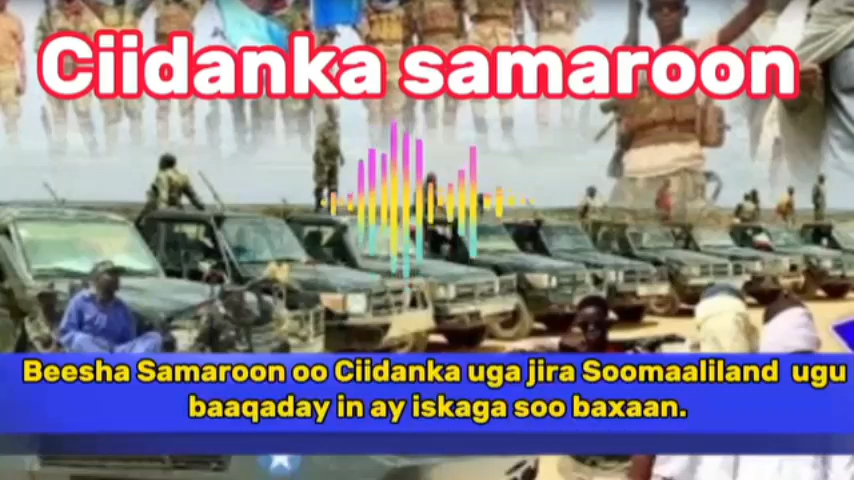 Ciidanka samaroon
Beesha Samaroon oo Ciidanka uga jira Soomaaliland ugu
baaqaday in ay iskaga soo baxaan.